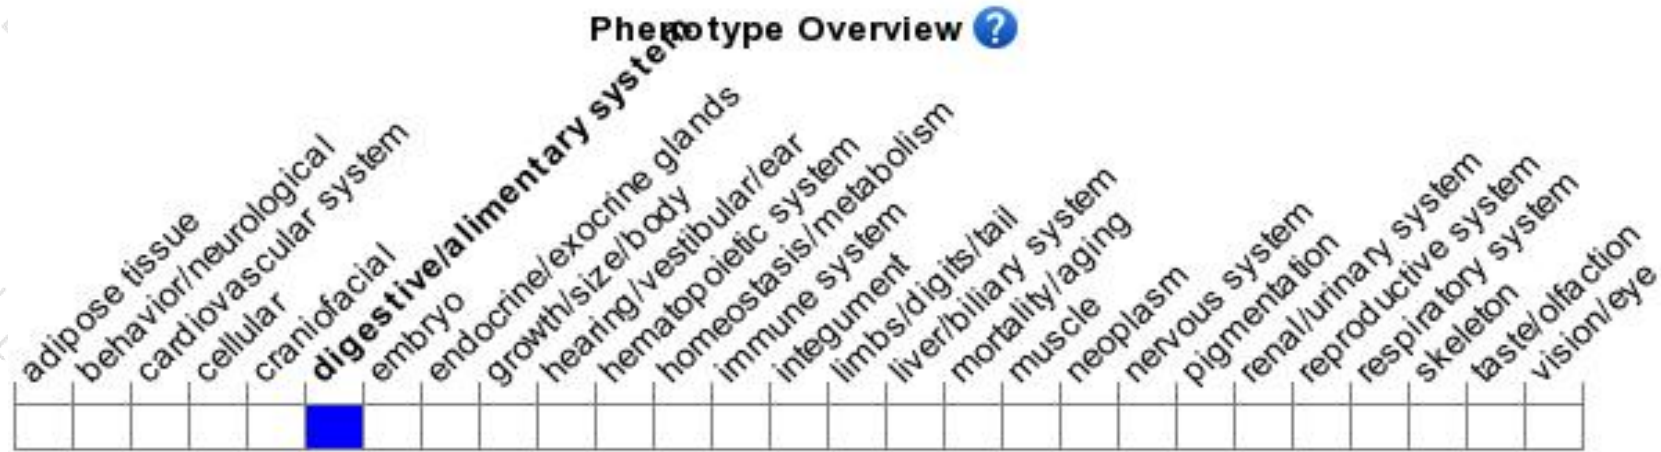 Phenotype Overview ?
adipose tissue
behavior/neurological
cardiovascular system
cellular
craniofacial
digestive/alimentary system
embryo
endocrine/exocrine glands
growth/size/body
hearing/vestibular/ear
hematopoietic system
homeostasis/metabolism
immune system
integument
limbs/digits/tail
liver/biliary system
mortality/aging
muscle
neoplasm
nervous system
pigmentation
renal/urinary system
reproductive system
respiratory system
skeleton
taste/olfaction
vision/eye